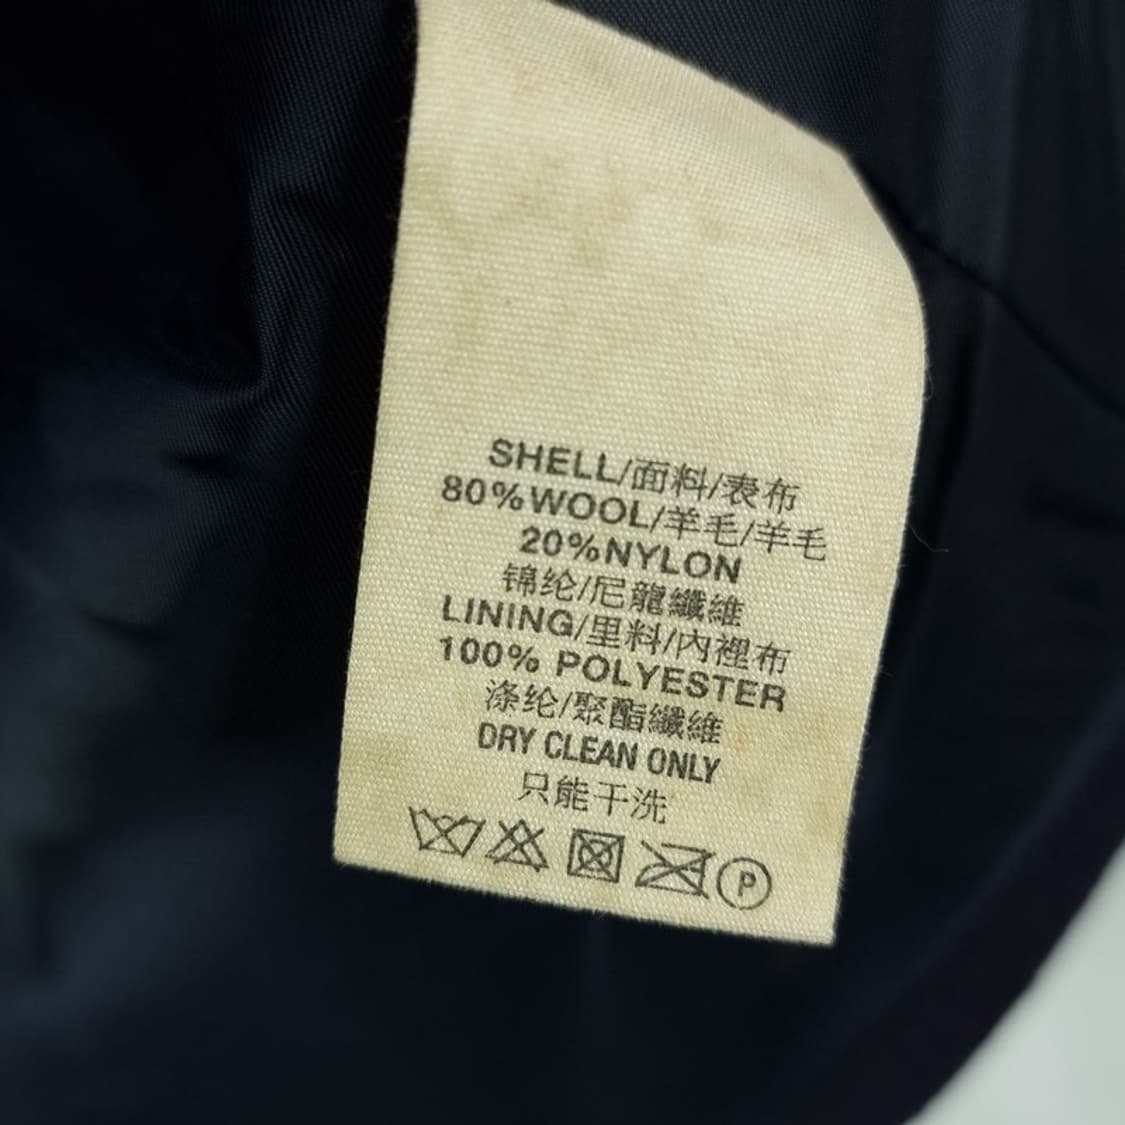 SHELL/面料/表布
80%WOOL/羊毛/羊毛
20%NYLON
锦纶/尼龍纖維
LINING/里料/內裡布
100% POLYESTER
涤纶/聚酯纖維
DRY CLEAN ONLY
只能干洗
P